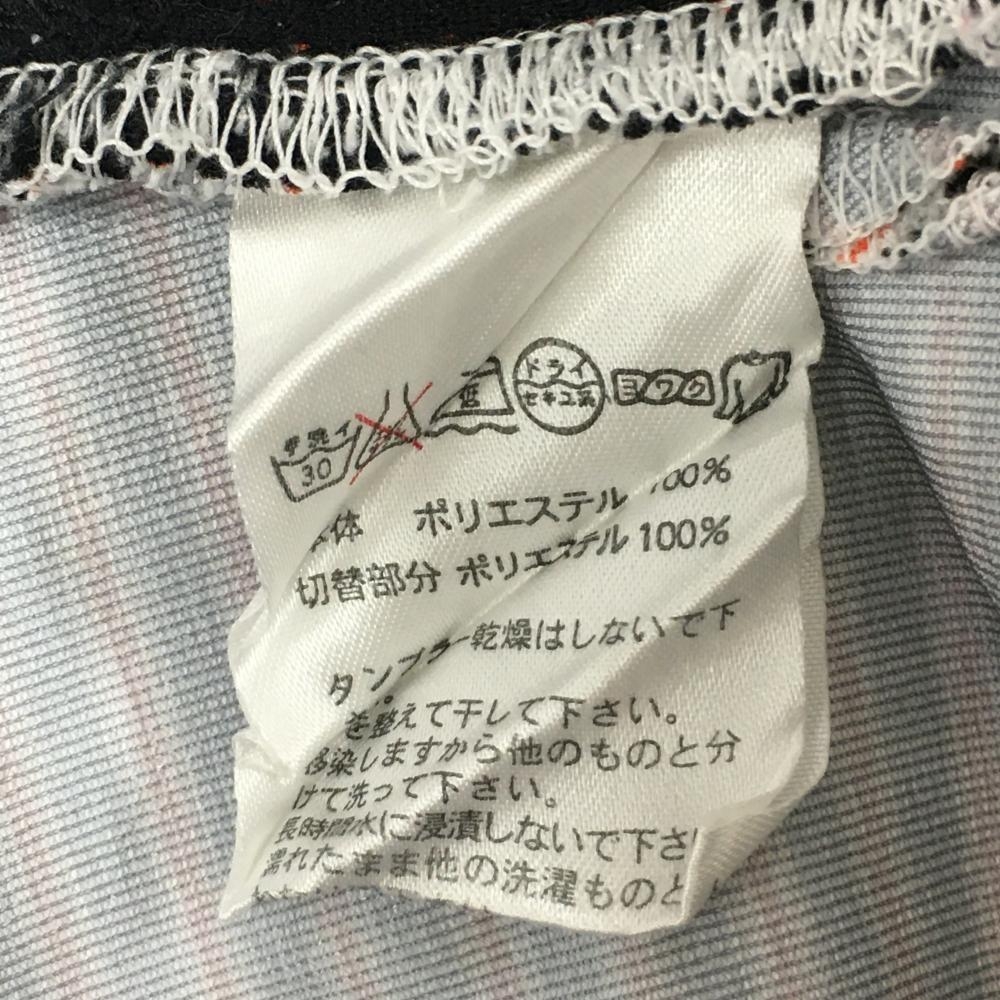 手洗イ 30 低 ドライ セキユ系 ヨワク
体 ポリエステル 100%
切替部分 ポリエステル 100%
タンブラー乾燥はしないで下
を整えて干して下さい。
移染しますから他のものと分
けて洗って下さい。
長時間水に浸漬しないで下さ
濡れたまま他の洗濯ものと